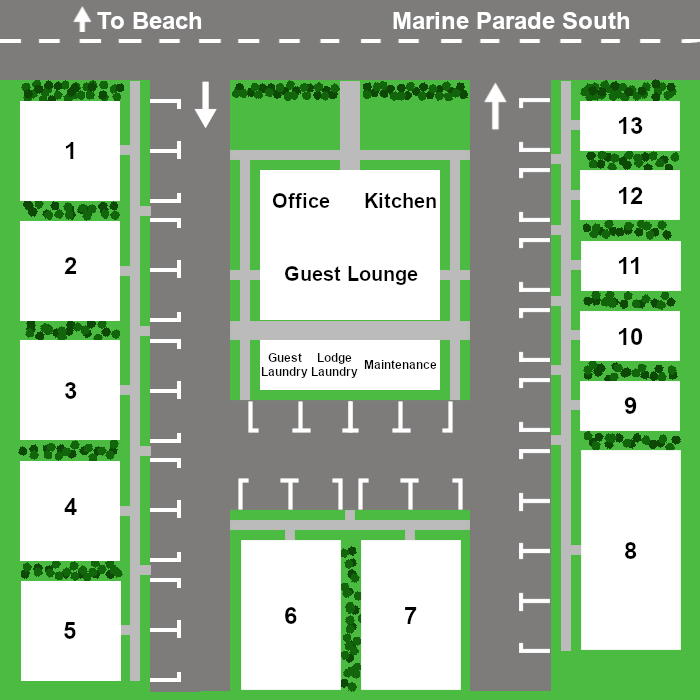 To Beach
Marine Parade South
1
13
Office
Kitchen
12
2
11
Guest Lounge
10
Guest
Laundry
Lodge
Laundry
Maintenance
3
9
4
8
5
6
7